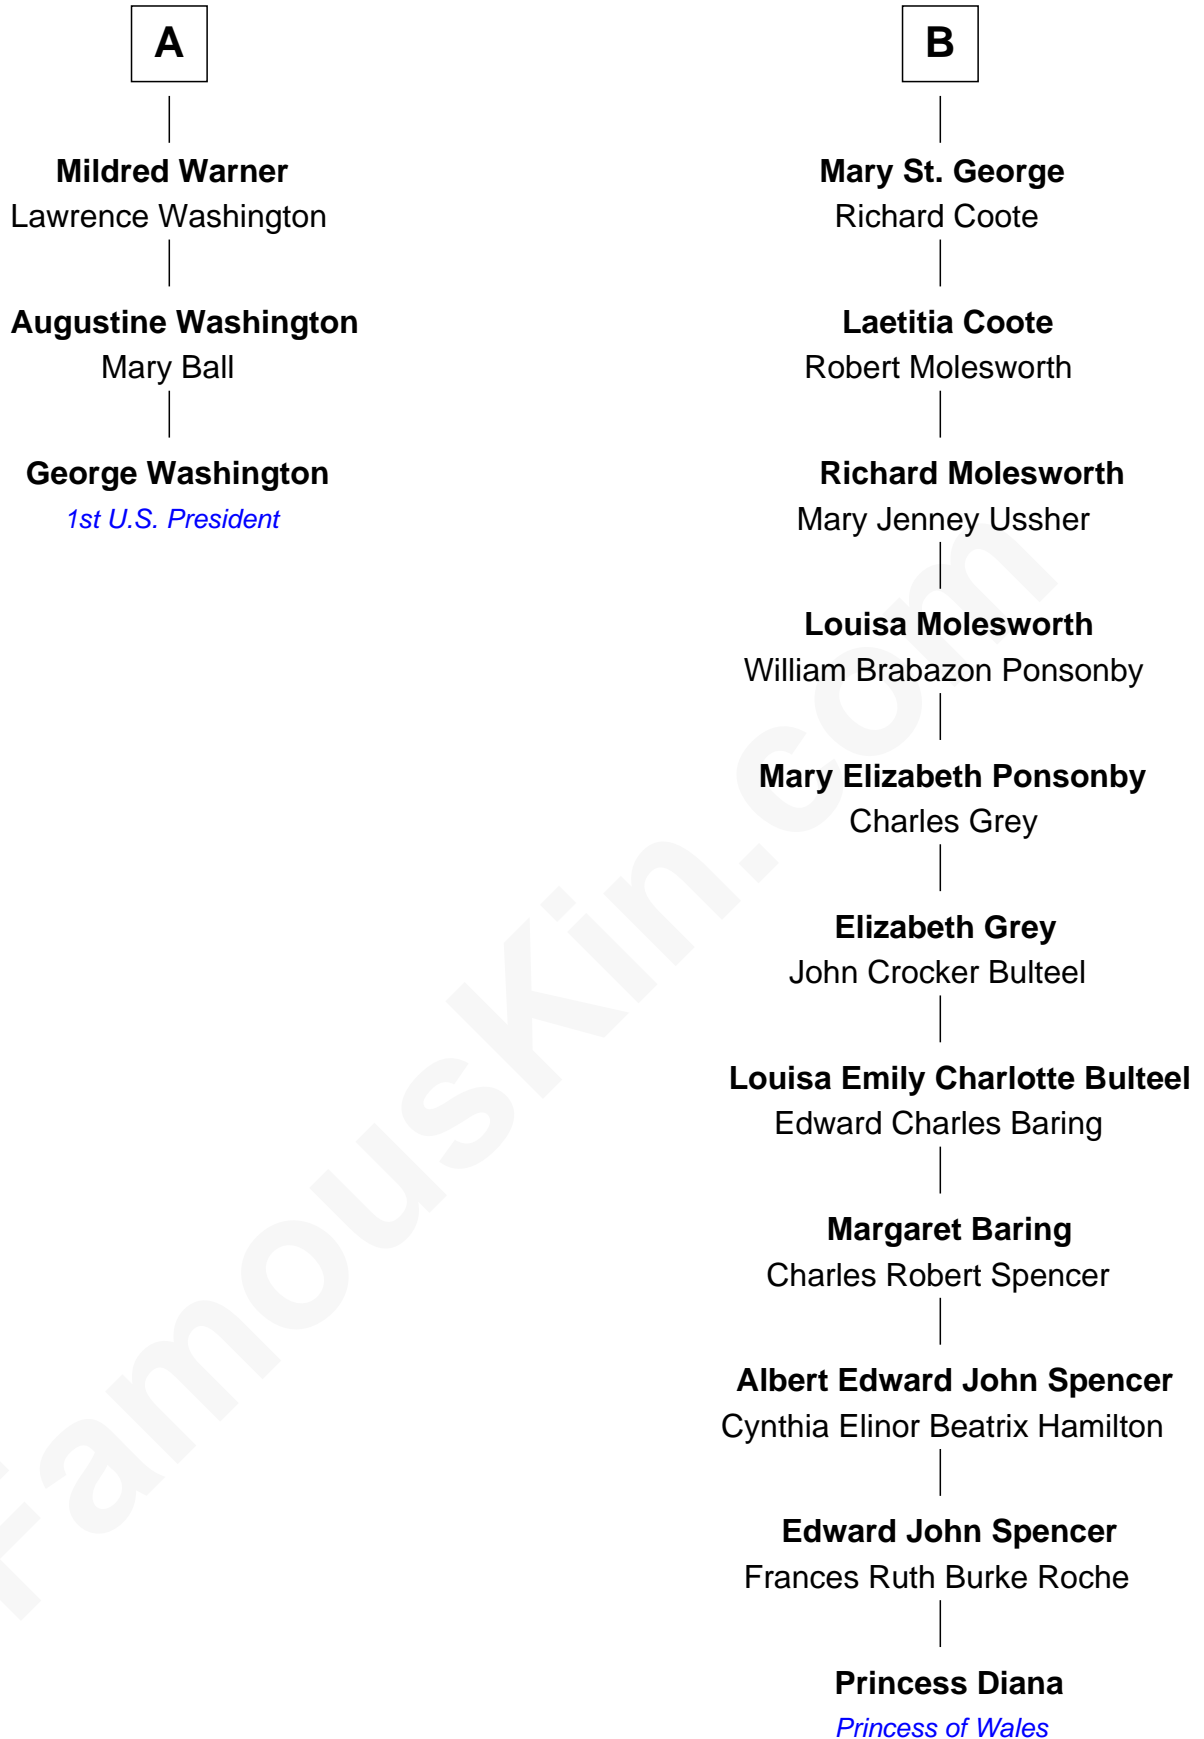 A
Mildred Warner
Lawrence Washington
Augustine Washington
Mary Ball
George Washington
1st U.S. President
B
Mary St. George
Richard Coote
Laetitia Coote
Robert Molesworth
Richard Molesworth
Mary Jenney Ussher
Louisa Molesworth
William Brabazon Ponsonby
Mary Elizabeth Ponsonby
Charles Grey
Elizabeth Grey
John Crocker Bulteel
Louisa Emily Charlotte Bulteel
Edward Charles Baring
Margaret Baring
Charles Robert Spencer
Albert Edward John Spencer
Cynthia Elinor Beatrix Hamilton
Edward John Spencer
Frances Ruth Burke Roche
Princess Diana
Princess of Wales
FamousKin.com